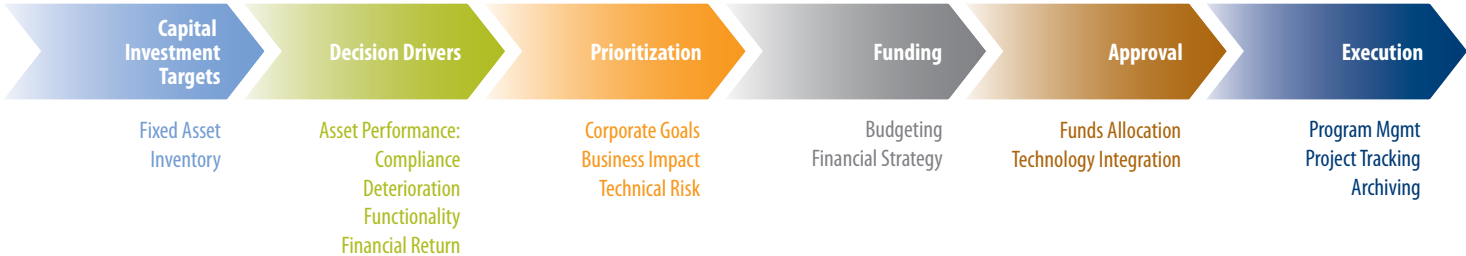 Capital
Investment
Targets
Decision Drivers
Prioritization
Funding
Approval
Execution
Fixed Asset
Inventory
Asset Performance:
Compliance
Deterioration
Functionality
Financial Return
Corporate Goals
Business Impact
Technical Risk
Budgeting
Financial Strategy
Funds Allocation
Technology Integration
Program Mgmt
Project Tracking
Archiving